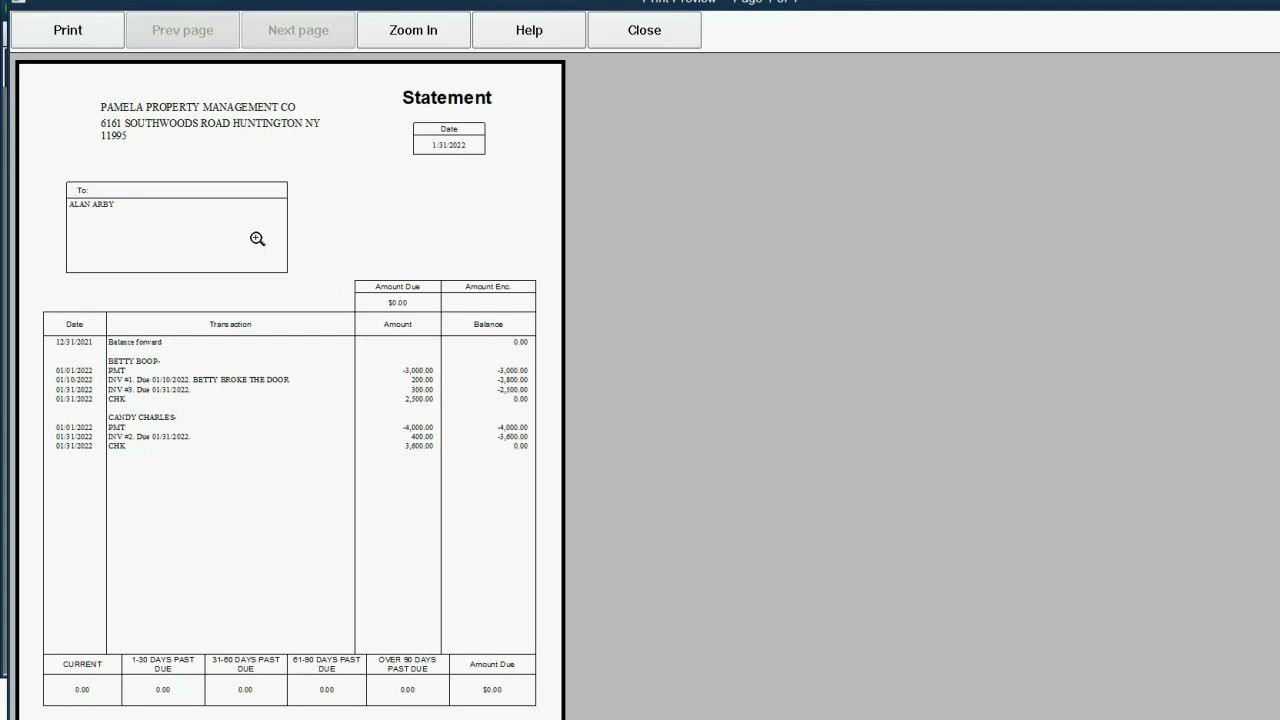 Print Prev page Next page Zoom In Help Close
PAMELA PROPERTY MANAGEMENT CO
6161 SOUTHWOODS ROAD HUNTINGTON NY
11995
Statement
Date
1/31/2022
To:
ALAN ARBY
Amount Due Amount Enc.
$0.00
Date Transaction Amount Balance
12/31/2021 Balance forward 0.00
BETTY BOOP-
01/01/2022 PMT -3,000.00 -3,000.00
01/10/2022 INV #1. Due 01/10/2022. BETTY BROKE THE DOOR 200.00 -2,800.00
01/31/2022 INV #3. Due 01/31/2022. 300.00 -2,500.00
01/31/2022 CHK 2,500.00 0.00
CANDY CHARLES-
01/01/2022 PMT -4,000.00 -4,000.00
01/31/2022 INV #2. Due 01/31/2022. 400.00 -3,600.00
01/31/2022 CHK 3,600.00 0.00
CURRENT 1-30 DAYS PAST DUE 31-60 DAYS PAST DUE 61-90 DAYS PAST DUE OVER 90 DAYS PAST DUE Amount Due
0.00 0.00 0.00 0.00 0.00 $0.00